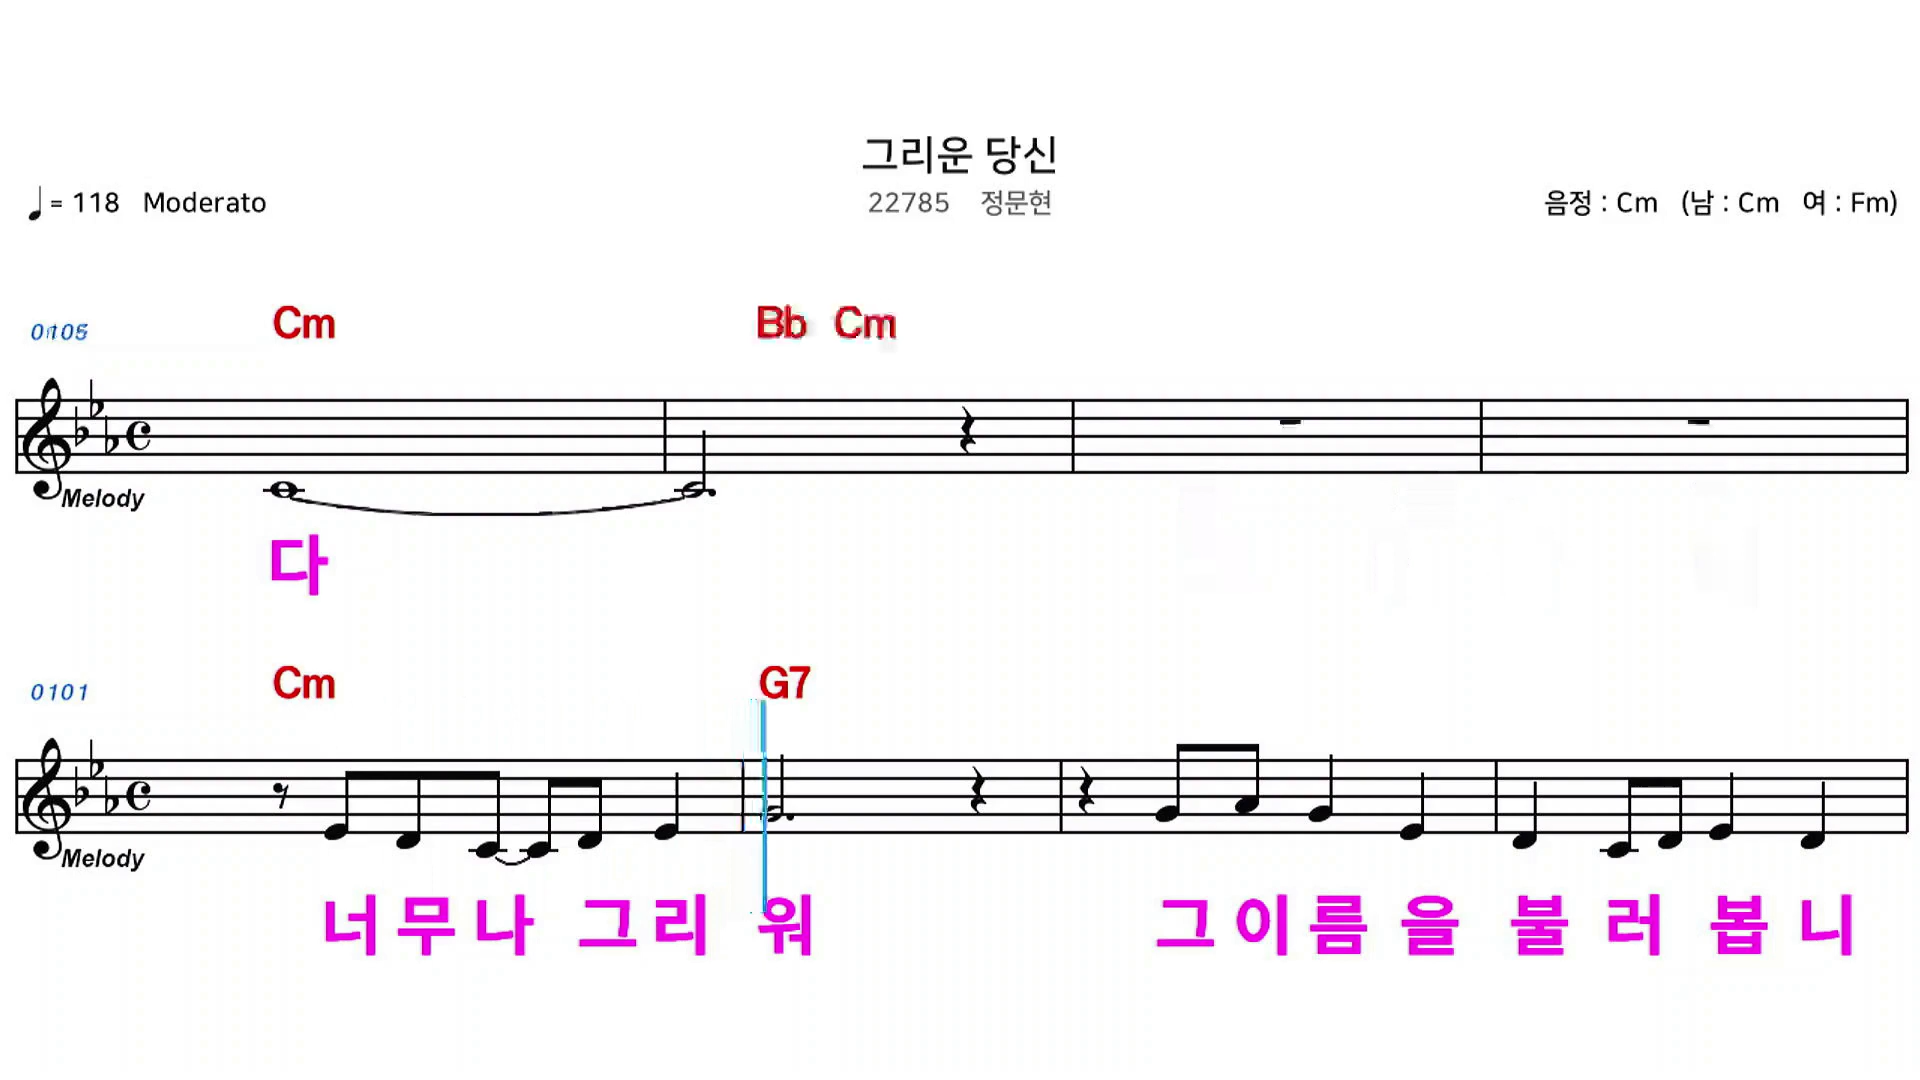 그리운 당신
♩= 118 Moderato
22785 정문현
음정 : Cm (남 : Cm 여 : Fm)
0105
Cm Bb Cm
Melody
다
0101
Cm G7
Melody
너무나 그리 워 그이름을 불러 봅니